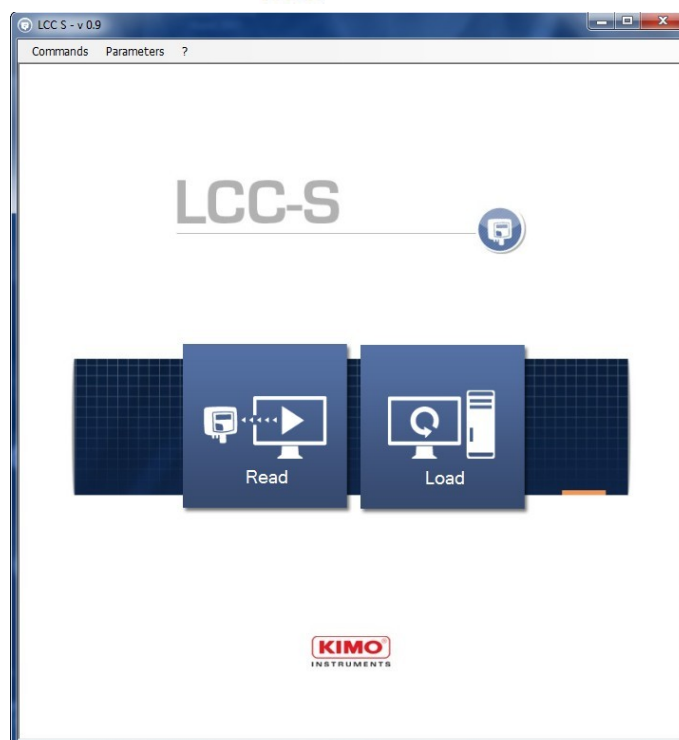 LCC S - v 0.9
Commands Parameters ?
LCC-S
Read Load
KIMO®
INSTRUMENTS